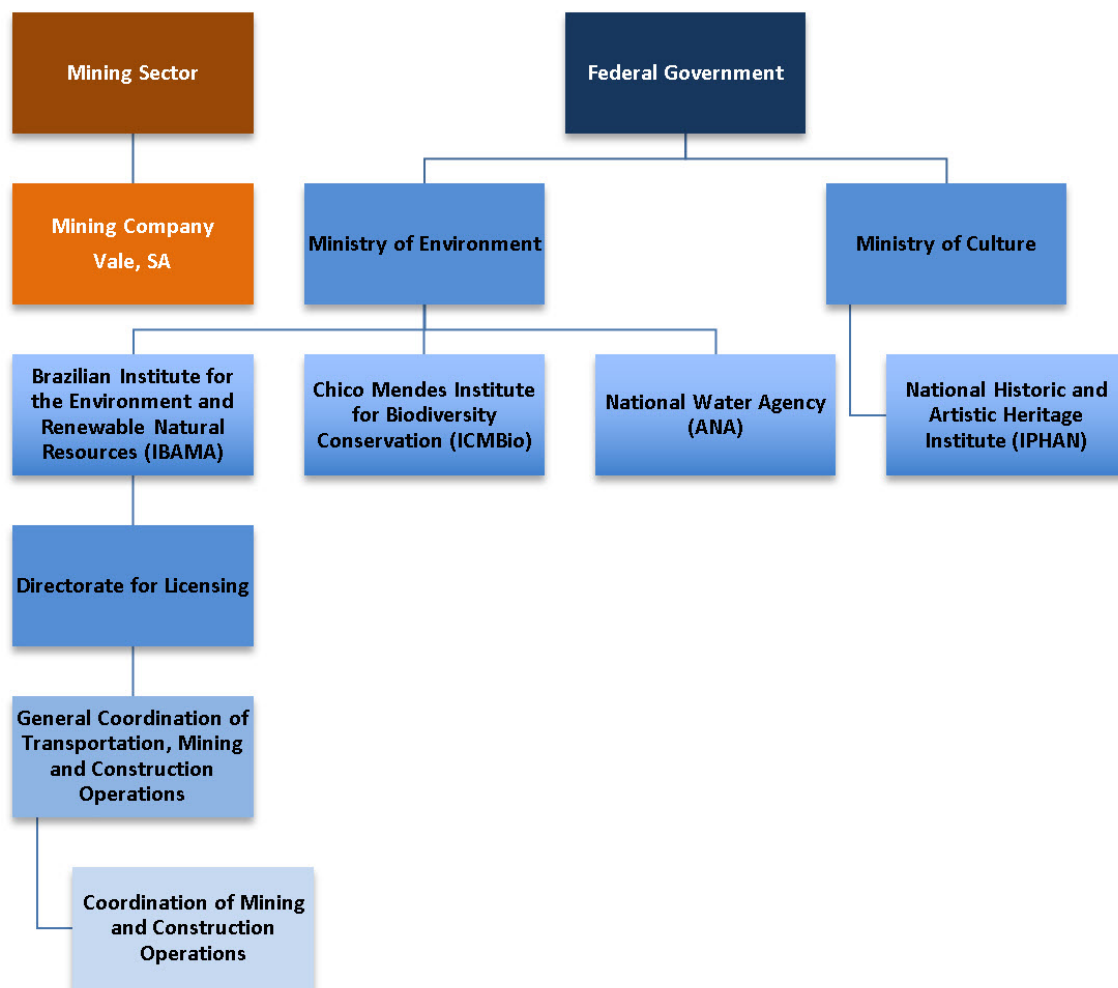 Mining Sector
Federal Government
Mining Company
Vale, SA
Ministry of Environment
Ministry of Culture
Brazilian Institute for
the Environment and
Renewable Natural
Resources (IBAMA)
Chico Mendes Institute
for Biodiversity
Conservation (ICMBio)
National Water Agency
(ANA)
National Historic and
Artistic Heritage
Institute (IPHAN)
Directorate for Licensing
General Coordination of
Transportation, Mining
and Construction
Operations
Coordination of Mining
and Construction
Operations